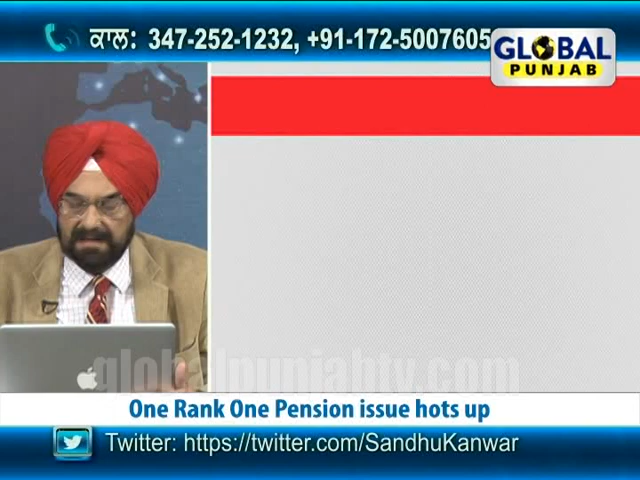 ਕਾਲ: 347-252-1232, +91-172-5007605
GLOBAL
PUNJAB
globalpunjabtv.com
One Rank One Pension issue hots up
Twitter: https://twitter.com/SandhuKanwar